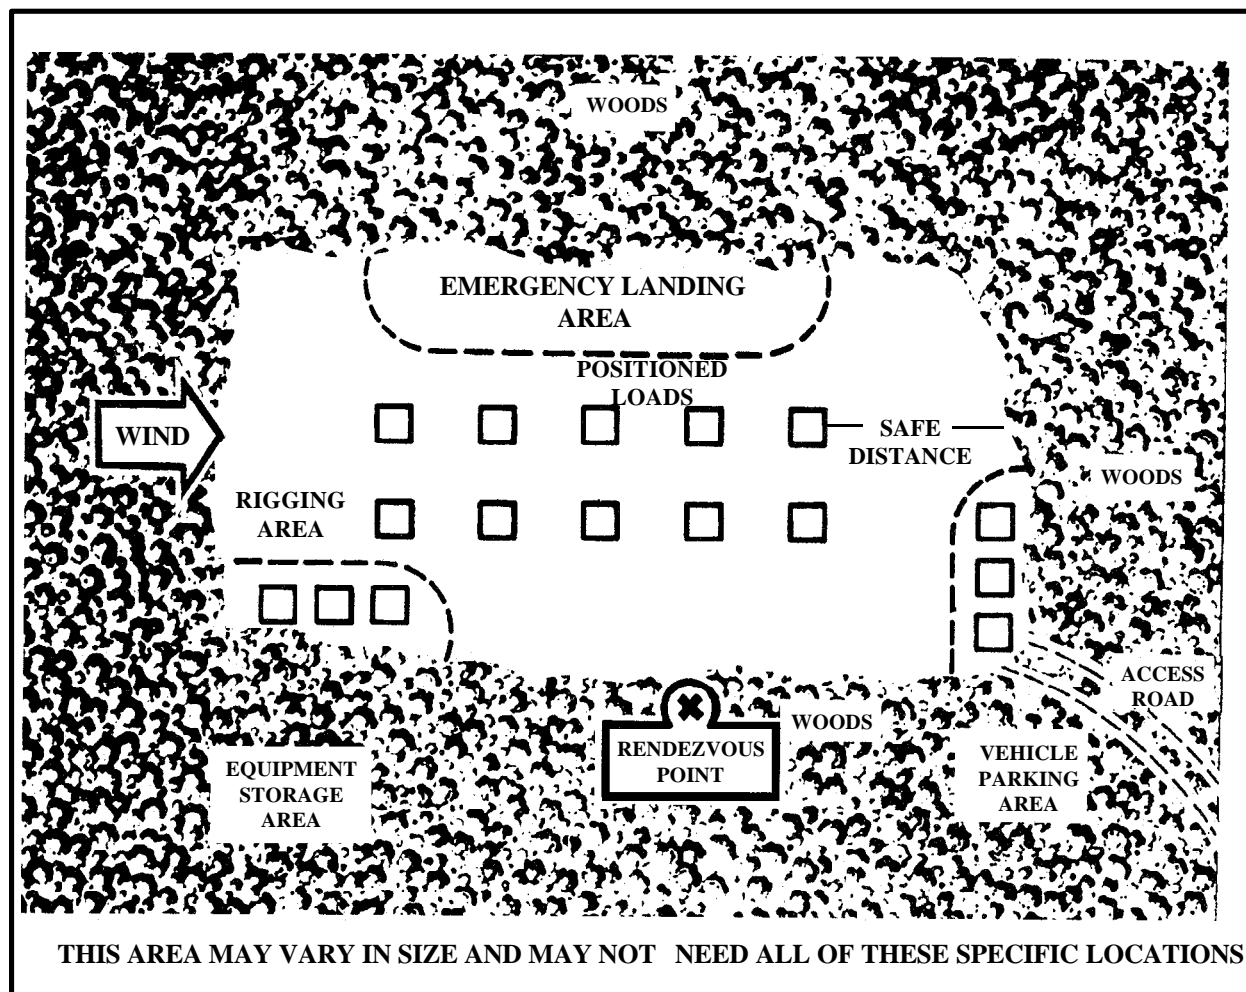 WOODS
EMERGENCY LANDING
AREA
POSITIONED
LOADS
WIND
SAFE
DISTANCE
WOODS
RIGGING
AREA
ACCESS
ROAD
WOODS
RENDEZVOUS
POINT
EQUIPMENT
STORAGE
AREA
VEHICLE
PARKING
AREA
THIS AREA MAY VARY IN SIZE AND MAY NOT NEED ALL OF THESE SPECIFIC LOCATIONS